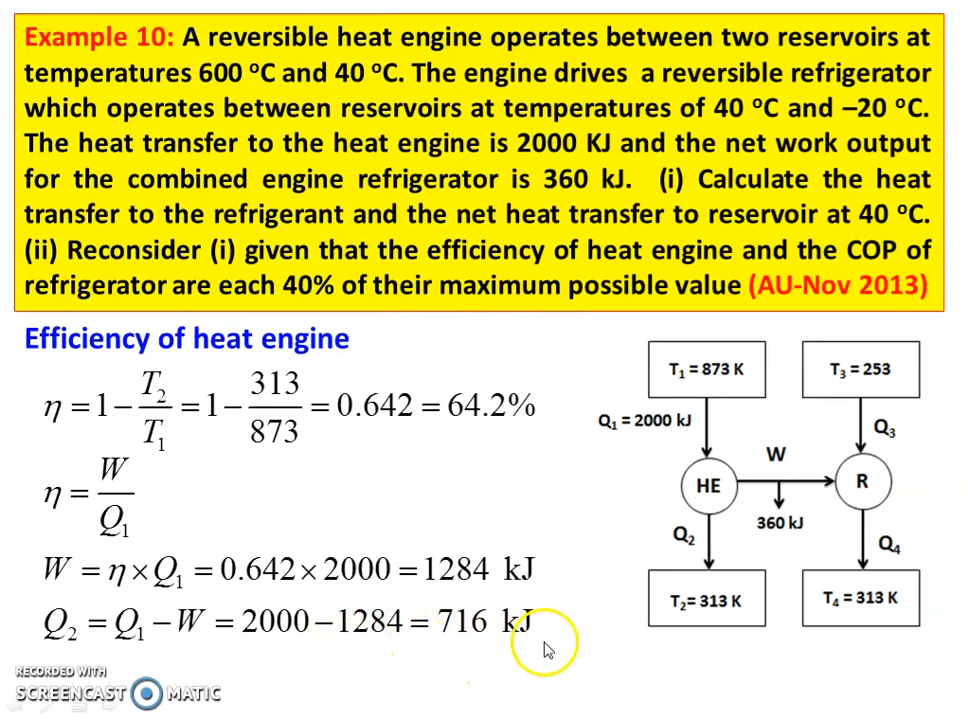 Example 10: A reversible heat engine operates between two reservoirs at
temperatures 600 ᵒC and 40 ᵒC. The engine drives a reversible refrigerator
which operates between reservoirs at temperatures of 40 ᵒC and –20 ᵒC.
The heat transfer to the heat engine is 2000 KJ and the net work output
for the combined engine refrigerator is 360 kJ. (i) Calculate the heat
transfer to the refrigerant and the net heat transfer to reservoir at 40 ᵒC.
(ii) Reconsider (i) given that the efficiency of heat engine and the COP of
refrigerator are each 40% of their maximum possible value (AU-Nov 2013)
Efficiency of heat engine
η = 1 − T₂/T₁ = 1 − 313/873 = 0.642 = 64.2%
η = W/Q₁
W = η × Q₁ = 0.642 × 2000 = 1284 kJ
Q₂ = Q₁ − W = 2000 − 1284 = 716 kJ
T₁ = 873 K
T₃ = 253
Q₁ = 2000 kJ
Q₃
W
HE
R
360 kJ
Q₂
Q₄
T₂= 313 K
T₄ = 313 K
RECORDED WITH
SCREENCAST MATIC